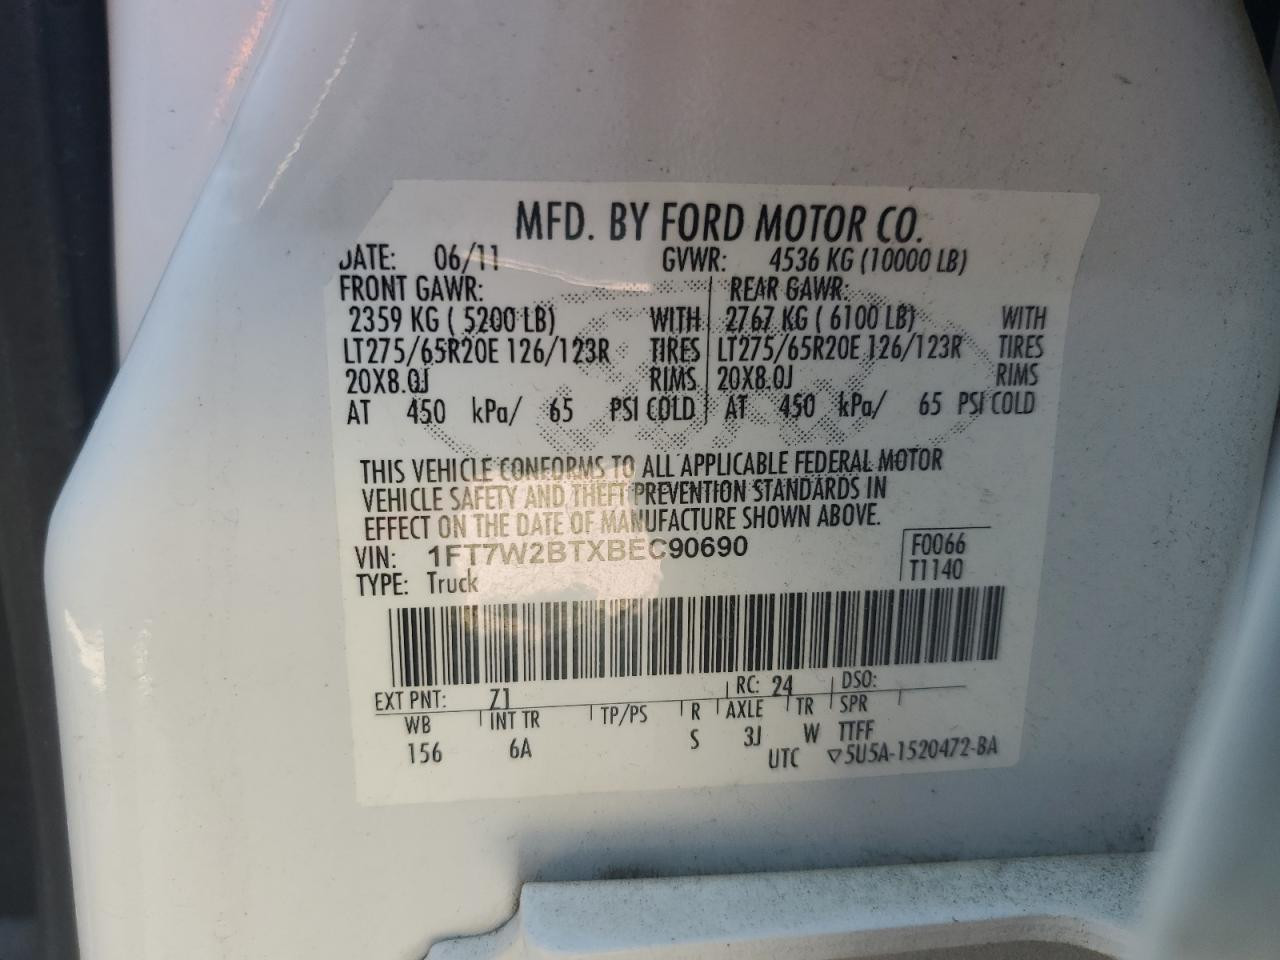 MFD. BY FORD MOTOR CO.
DATE: 06/11 GVWR: 4536 KG (10000 LB)
FRONT GAWR: REAR GAWR:
2359 KG ( 5200 LB) WITH 2767 KG ( 6100 LB) WITH
LT275/65R20E 126/123R TIRES LT275/65R20E 126/123R TIRES
20X8.0J RIMS 20X8.0J RIMS
AT 450 kPa/ 65 PSI COLD AT 450 kPa/ 65 PSI COLD
THIS VEHICLE CONFORMS TO ALL APPLICABLE FEDERAL MOTOR
VEHICLE SAFETY AND THEFT PREVENTION STANDARDS IN
EFFECT ON THE DATE OF MANUFACTURE SHOWN ABOVE.
VIN: 1FT7W2BTXBEC90690 F0066
TYPE: Truck T1140
EXT PNT: Z1 RC: 24 DSO:
WB INT TR TP/PS R AXLE TR SPR
156 6A S 3J W TTFF
UTC ▽5U5A-1520472-BA